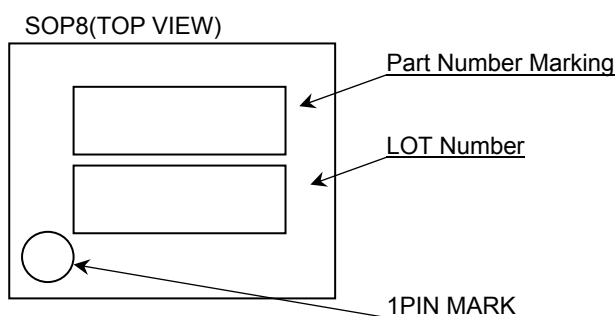 SOP8(TOP VIEW)
Part Number Marking
LOT Number
1PIN MARK